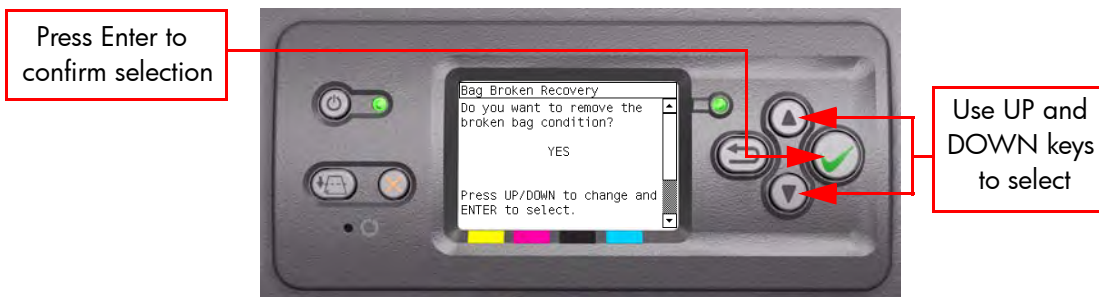 Press Enter to
confirm selection
Bag Broken Recovery
Do you want to remove the
broken bag condition?
YES
Press UP/DOWN to change and
ENTER to select.
Use UP and
DOWN keys
to select